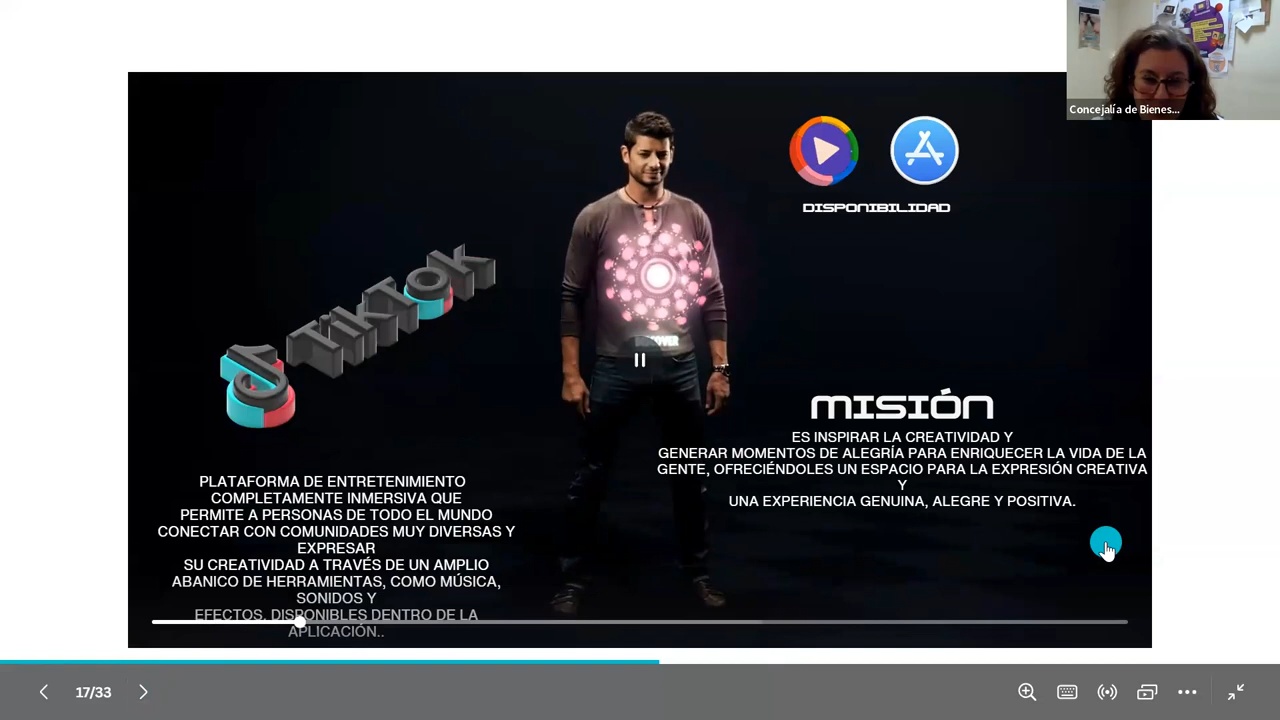 Concejalía de Bienes...
DISPONIBILIDAD
TikTok
MISIÓN
ES INSPIRAR LA CREATIVIDAD Y
GENERAR MOMENTOS DE ALEGRÍA PARA ENRIQUECER LA VIDA DE LA
GENTE, OFRECIÉNDOLES UN ESPACIO PARA LA EXPRESIÓN CREATIVA
Y
UNA EXPERIENCIA GENUINA, ALEGRE Y POSITIVA.
PLATAFORMA DE ENTRETENIMIENTO
COMPLETAMENTE INMERSIVA QUE
PERMITE A PERSONAS DE TODO EL MUNDO
CONECTAR CON COMUNIDADES MUY DIVERSAS Y
EXPRESAR
SU CREATIVIDAD A TRAVÉS DE UN AMPLIO
ABANICO DE HERRAMIENTAS, COMO MÚSICA,
SONIDOS Y
EFECTOS, DISPONIBLES DENTRO DE LA
APLICACIÓN..
17/33